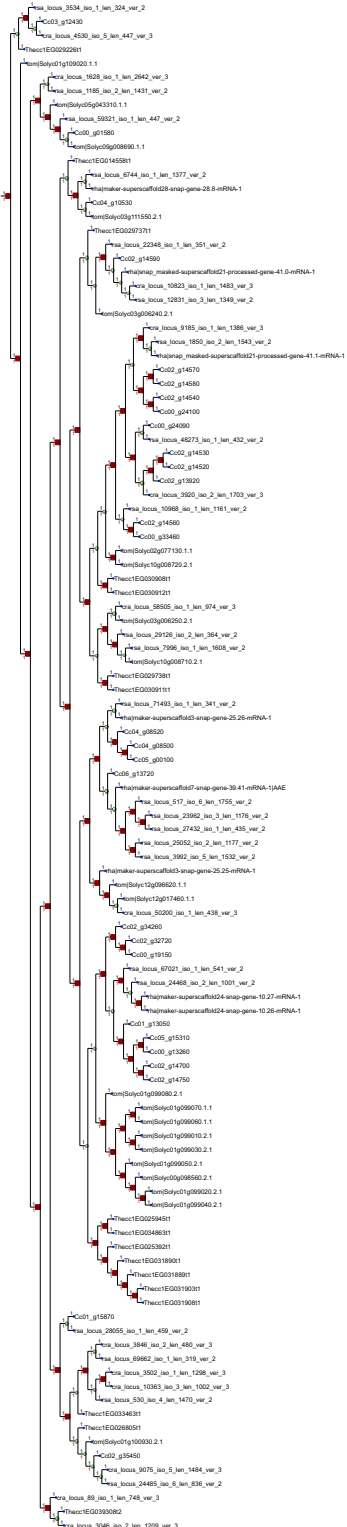 rsa_locus_3534_iso_1_len_324_ver_2
Cc03_g12430
cra_locus_4530_iso_5_len_447_ver_3
Thecc1EG029226t1
tom|Solyc01g109020.1.1
cra_locus_1628_iso_1_len_2642_ver_3
rsa_locus_1185_iso_2_len_1431_ver_2
tom|Solyc05g043310.1.1
rsa_locus_59321_iso_1_len_447_ver_2
Cc00_g01580
tom|Solyc09g008690.1.1
Thecc1EG014558t1
rsa_locus_6744_iso_1_len_1377_ver_2
rha|maker-superscaffold28-snap-gene-28.8-mRNA-1
Cc04_g10530
tom|Solyc03g111550.2.1
Thecc1EG029737t1
rsa_locus_22348_iso_1_len_351_ver_2
Cc02_g14590
rha|snap_masked-superscaffold21-processed-gene-41.0-mRNA-1
cra_locus_10823_iso_1_len_1483_ver_3
rsa_locus_12831_iso_3_len_1349_ver_2
tom|Solyc03g006240.2.1
cra_locus_9185_iso_1_len_1386_ver_3
rsa_locus_1850_iso_2_len_1543_ver_2
rha|snap_masked-superscaffold21-processed-gene-41.1-mRNA-1
Cc02_g14570
Cc02_g14580
Cc02_g14540
Cc00_g24100
Cc00_g24090
rsa_locus_48273_iso_1_len_432_ver_2
Cc02_g14530
Cc02_g14520
Cc02_g13920
cra_locus_3920_iso_2_len_1703_ver_3
rsa_locus_10968_iso_1_len_1161_ver_2
Cc02_g14560
Cc00_g33460
tom|Solyc02g077130.1.1
tom|Solyc10g008720.2.1
Thecc1EG030908t1
Thecc1EG030912t1
cra_locus_58505_iso_1_len_974_ver_3
tom|Solyc03g006250.2.1
rsa_locus_29126_iso_2_len_364_ver_2
rsa_locus_7996_iso_1_len_1608_ver_2
tom|Solyc10g008710.2.1
Thecc1EG029738t1
Thecc1EG030911t1
rsa_locus_71493_iso_1_len_341_ver_2
rha|maker-superscaffold3-snap-gene-25.26-mRNA-1
Cc04_g08520
Cc04_g08500
Cc05_g00100
Cc06_g13720
rha|maker-superscaffold7-snap-gene-39.41-mRNA-1|AAE
rsa_locus_517_iso_6_len_1755_ver_2
rsa_locus_23962_iso_3_len_1176_ver_2
rsa_locus_27432_iso_1_len_435_ver_2
rsa_locus_25052_iso_2_len_1177_ver_2
rsa_locus_3992_iso_5_len_1532_ver_2
rha|maker-superscaffold3-snap-gene-25.25-mRNA-1
tom|Solyc12g096620.1.1
tom|Solyc12g017460.1.1
cra_locus_50200_iso_1_len_438_ver_3
Cc02_g34260
Cc02_g32720
Cc00_g19150
rsa_locus_67021_iso_1_len_541_ver_2
rsa_locus_24468_iso_2_len_1001_ver_2
rha|maker-superscaffold24-snap-gene-10.27-mRNA-1
rha|maker-superscaffold24-snap-gene-10.26-mRNA-1
Cc01_g13050
Cc05_g15310
Cc00_g13260
Cc02_g14700
Cc02_g14750
tom|Solyc01g099080.2.1
tom|Solyc01g099070.1.1
tom|Solyc01g099060.1.1
tom|Solyc01g099010.2.1
tom|Solyc01g099030.2.1
tom|Solyc01g099050.2.1
tom|Solyc00g098560.2.1
tom|Solyc01g099020.2.1
tom|Solyc01g099040.2.1
Thecc1EG025945t1
Thecc1EG034863t1
Thecc1EG025392t1
Thecc1EG031890t1
Thecc1EG031889t1
Thecc1EG031903t1
Thecc1EG031908t1
Cc01_g15870
rsa_locus_28055_iso_1_len_459_ver_2
cra_locus_3846_iso_2_len_480_ver_3
rsa_locus_69662_iso_1_len_319_ver_2
cra_locus_3502_iso_1_len_1298_ver_3
cra_locus_10363_iso_3_len_1002_ver_3
rsa_locus_530_iso_4_len_1470_ver_2
Thecc1EG033463t1
Thecc1EG026805t1
tom|Solyc01g100930.2.1
Cc02_g35450
cra_locus_9075_iso_5_len_1484_ver_3
rsa_locus_24485_iso_6_len_836_ver_2
cra_locus_89_iso_1_len_748_ver_3
Thecc1EG039308t2
cra_locus_3046_iso_2_len_1209_ver_3